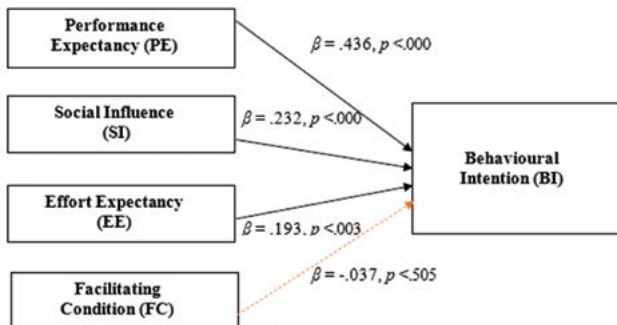 Performance
Expectancy (PE)
β = .436, p <.000
Social Influence
(SI)
β = .232, p <.000
Behavioural
Intention (BI)
Effort Expectancy
(EE)
β = .193, p <.003
Facilitating
Condition (FC)
β = -.037, p <.505